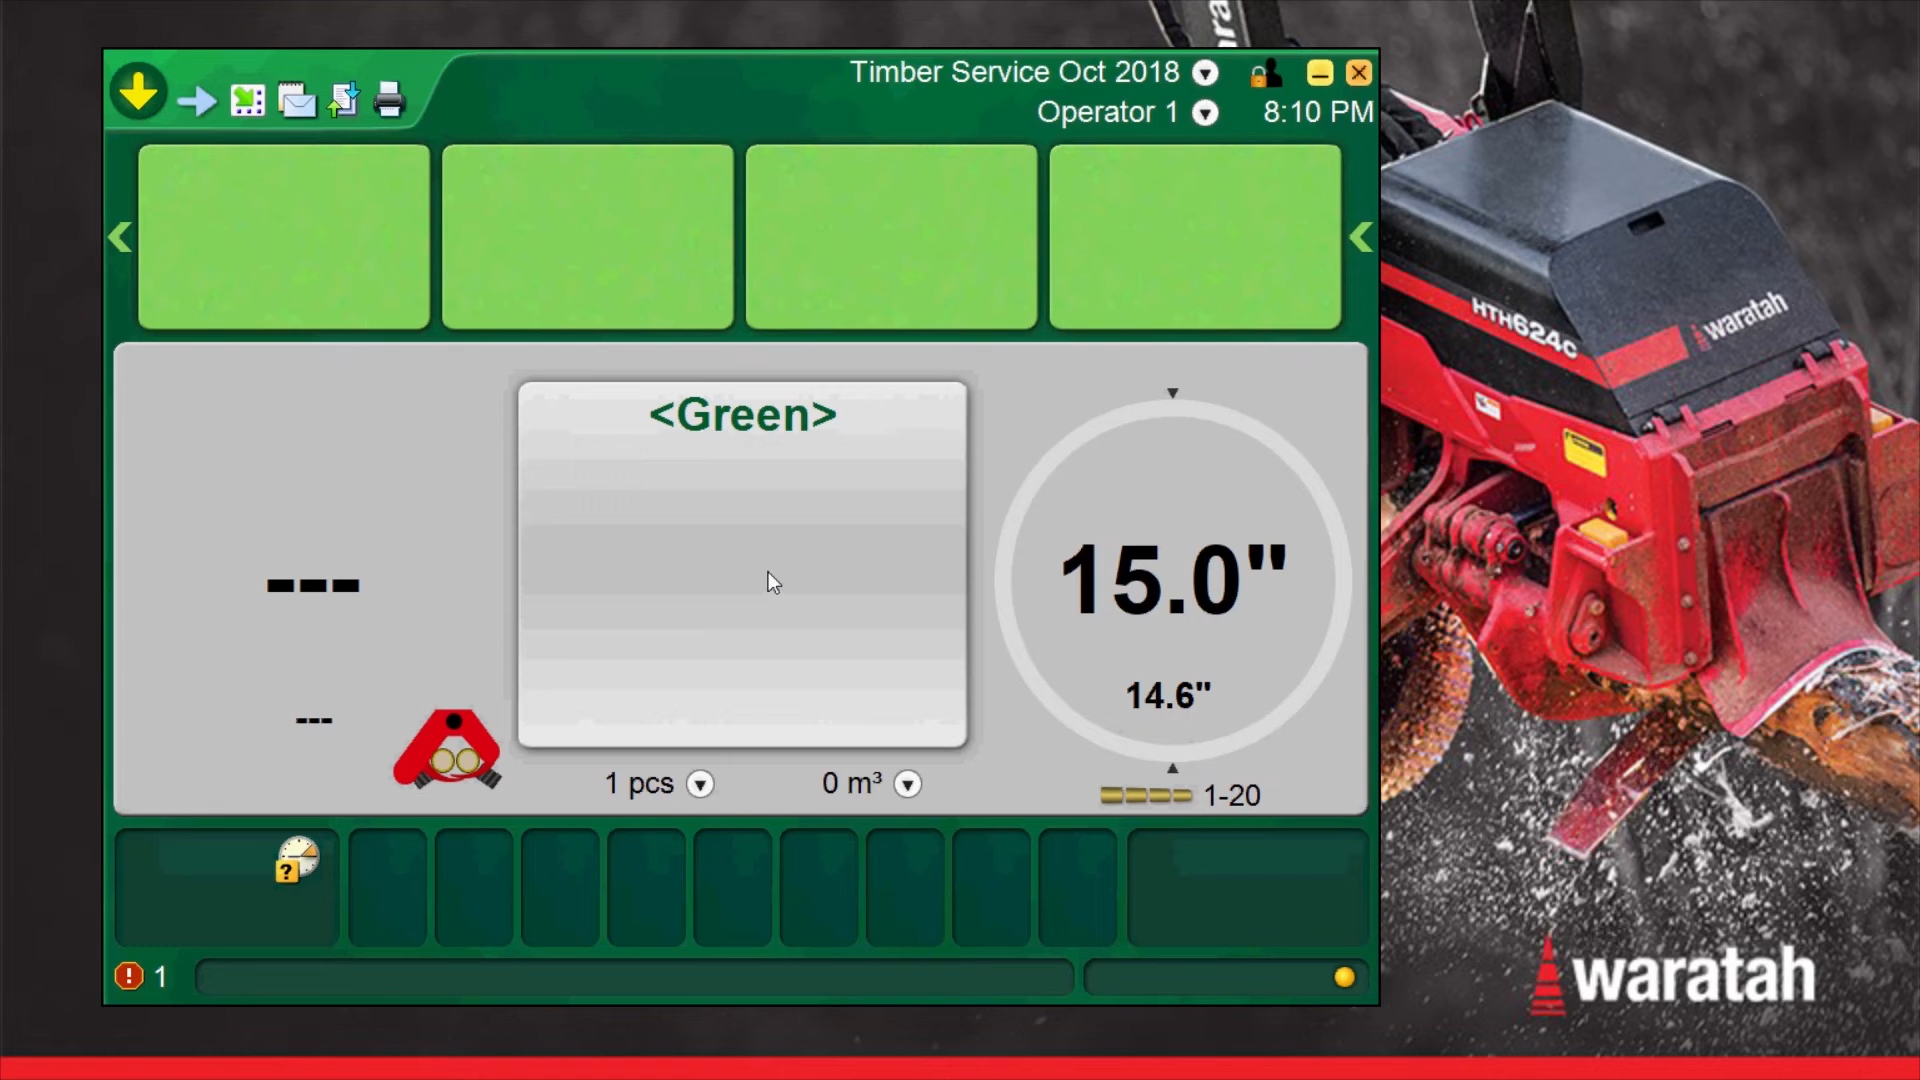 Timber Service Oct 2018
Operator 1 8:10 PM
<Green>
---
15.0"
---
14.6"
1 pcs 0 m³
1-20
?
! 1
HTH624C
waratah
waratah